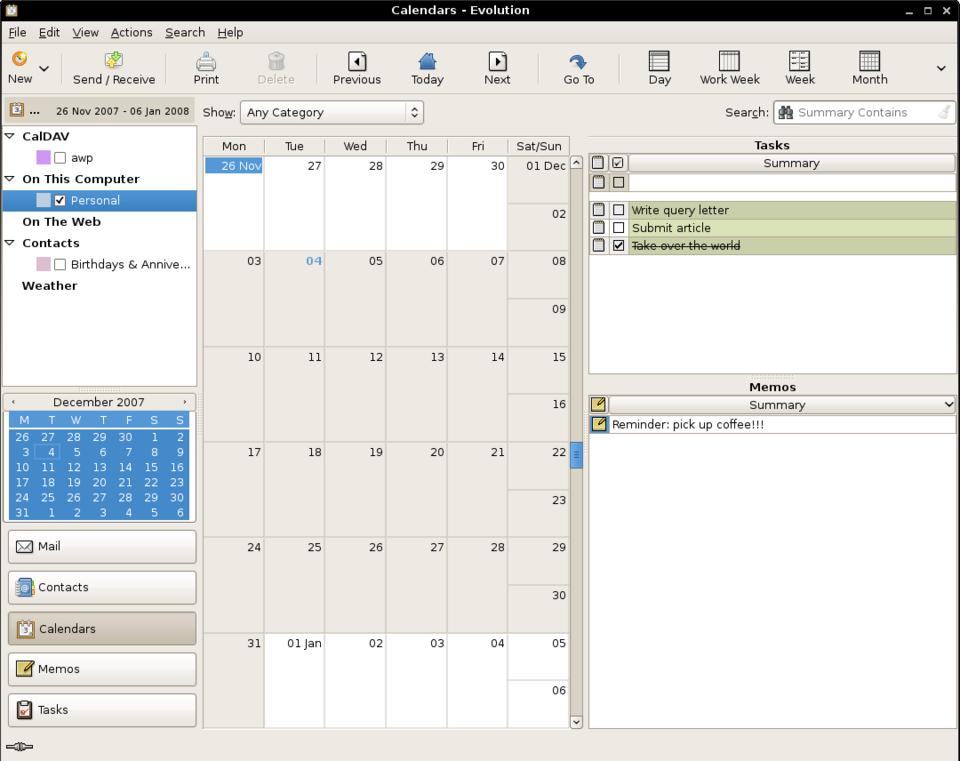 Calendars - Evolution
File Edit View Actions Search Help
New Send / Receive Print Delete Previous Today Next Go To Day Work Week Week Month
... 26 Nov 2007 - 06 Jan 2008 Show: Any Category Search: Summary Contains
CalDAV
awp
On This Computer
Personal
On The Web
Contacts
Birthdays & Annive...
Weather
December 2007
M T W T F S S
26 27 28 29 30 1 2
3 4 5 6 7 8 9
10 11 12 13 14 15 16
17 18 19 20 21 22 23
24 25 26 27 28 29 30
31 1 2 3 4 5 6
Mail
Contacts
Calendars
Memos
Tasks
Mon Tue Wed Thu Fri Sat/Sun
26 Nov 27 28 29 30 01 Dec
02
03 04 05 06 07 08
09
10 11 12 13 14 15
16
17 18 19 20 21 22
23
24 25 26 27 28 29
30
31 01 Jan 02 03 04 05
06
Tasks
Summary
Write query letter
Submit article
Take over the world
Memos
Summary
Reminder: pick up coffee!!!